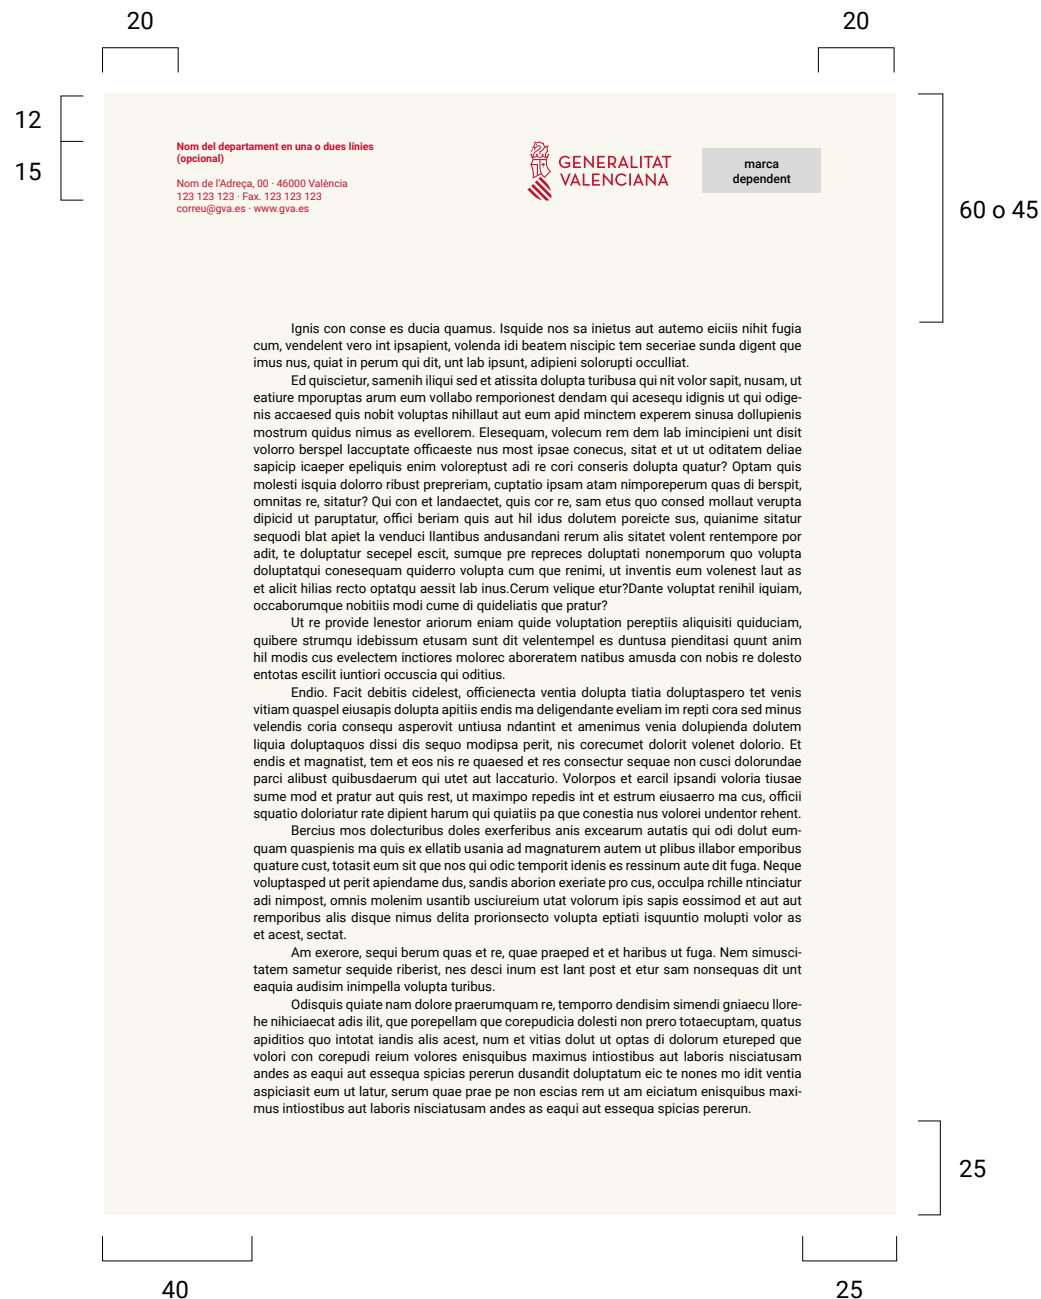 20
20
12
15
Nom del departament en una o dues línies
(opcional)
Nom de l'Adreça, 00 · 46000 València
123 123 123 · Fax. 123 123 123
correu@gva.es · www.gva.es
GENERALITAT
VALENCIANA
marca
dependent
60 o 45
Ignis con conse es ducia quamus. Isquide nos sa inietus aut autemo eiciis nihit fugia
cum, vendelent vero int ipsapient, volenda idi beatem niscipic tem seceriae sunda digent que
imus nus, quiat in perum qui dit, unt lab ipsunt, adipieni solorupti occulliat.
Ed quiscietur, samenih iliqui sed et atissita dolupta turibusa qui nit volor sapit, nusam, ut
eatiure mporuptas arum eum vollabo remporionest dendam qui acesequ idignis ut qui odige-
nis accaesed quis nobit voluptas nihillaut aut eum apid minctem experem sinusa dollupienis
mostrum quidus nimus as evellorem. Elesequam, volecum rem dem lab imincipieni unt disit
volorro berspel laccuptate officaeste nus most ipsae conecus, sitat et ut ut oditatem deliae
sapicip icaeper epeliquis enim voloreptust adi re cori conseris dolupta quatur? Optam quis
molesti isquia dolorro ribust prepreriam, cuptatio ipsam atam nimporeperum quas di berspit,
omnitas re, sitatur? Qui con et landaectet, quis cor re, sam etus quo consed mollaut verupta
dipicid ut paruptatur, offici beriam quis aut hil idus dolutem poreicte sus, quianime sitatur
sequodi blat apiet la venduci llantibus andusandani rerum alis sitatet volent rentempore por
adit, te doluptatur secepel escit, sumque pre repreces doluptati nonemporum quo volupta
doluptatqui conesequam quiderro volupta cum que renimi, ut inventis eum volenest laut as
et alicit hilias recto optatqu aessit lab inus.Cerum velique etur?Dante voluptat renihil iquiam,
occaborumque nobitiis modi cume di quideliatis que pratur?
Ut re provide lenestor ariorum eniam quide voluptation pereptiis aliquisiti quiduciam,
quibere strumqu idebissum etusam sunt dit velentempel es duntusa pienditasi quunt anim
hil modis cus evelectem inctiores molorec aboreratem natibus amusda con nobis re dolesto
entotas escilit iuntiori occuscia qui oditius.
Endio. Facit debitis cidelest, officienecta ventia dolupta tiatia doluptaspero tet venis
vitiam quaspel eiusapis dolupta apitiis endis ma deligendante eveliam im repti cora sed minus
velendis coria consequ asperovit untiusa ndantint et amenimus venia dolupienda dolutem
liquia doluptaquos dissi dis sequo modipsa perit, nis corecumet dolorit volenet dolorio. Et
endis et magnatist, tem et eos nis re quaesed et res consectur sequae non cusci dolorundae
parci alibust quibusdaerum qui utet aut laccaturio. Volorpos et earcil ipsandi voloria tiusae
sume mod et pratur aut quis rest, ut maximpo repedis int et estrum eiusaerro ma cus, officii
squatio doloriatur rate dipient harum qui quiatiis pa que conestia nus volorei undentor rehent.
Bercius mos dolecturibus doles exerferibus anis excearum autatis qui odi dolut eum-
quam quaspienis ma quis ex ellatib usania ad magnaturem autem ut plibus illabor emporibus
quature cust, totasit eum sit que nos qui odic temporit idenis es ressinum aute dit fuga. Neque
voluptasped ut perit apiendame dus, sandis aborion exeriate pro cus, occulpa rchille ntinciatur
adi nimpost, omnis molenim usantib usciureium utat volorum ipis sapis eossimod et aut aut
remporibus alis disque nimus delita prorionsecto volupta eptiati isquuntio molupti volor as
et acest, sectat.
Am exerore, sequi berum quas et re, quae praeped et et haribus ut fuga. Nem simusci-
tatem sametur sequide riberist, nes desci inum est lant post et etur sam nonsequas dit unt
eaquia audisim inimpella volupta turibus.
Odisquis quiate nam dolore praerumquam re, temporro dendisim simendi gniaecu llore-
he nihiciaecat adis ilit, que porepellam que corepudicia dolesti non prero totaecuptam, quatus
apiditios quo intotat iandis alis acest, num et vitias dolut ut optas di dolorum etureped que
volori con corepudi reium volores enisquibus maximus intiostibus aut laboris nisciatusam
andes as eaqui aut essequa spicias pererun dusandit doluptatum eic te nones mo idit ventia
aspiciasit eum ut latur, serum quae prae pe non escias rem ut am eiciatum enisquibus maxi-
mus intiostibus aut laboris nisciatusam andes as eaqui aut essequa spicias pererun.
25
40
25